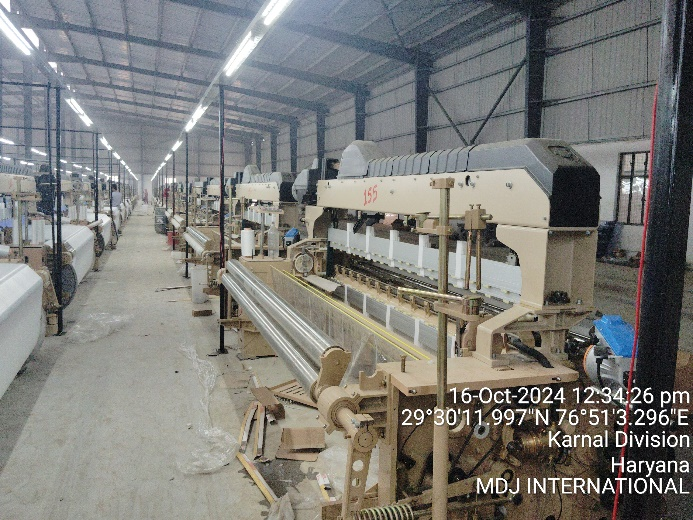 155
16-Oct-2024 12:34:26 pm
29°30'11.997"N 76°51'3.296"E
Karnal Division
Haryana
MDJ INTERNATIONAL